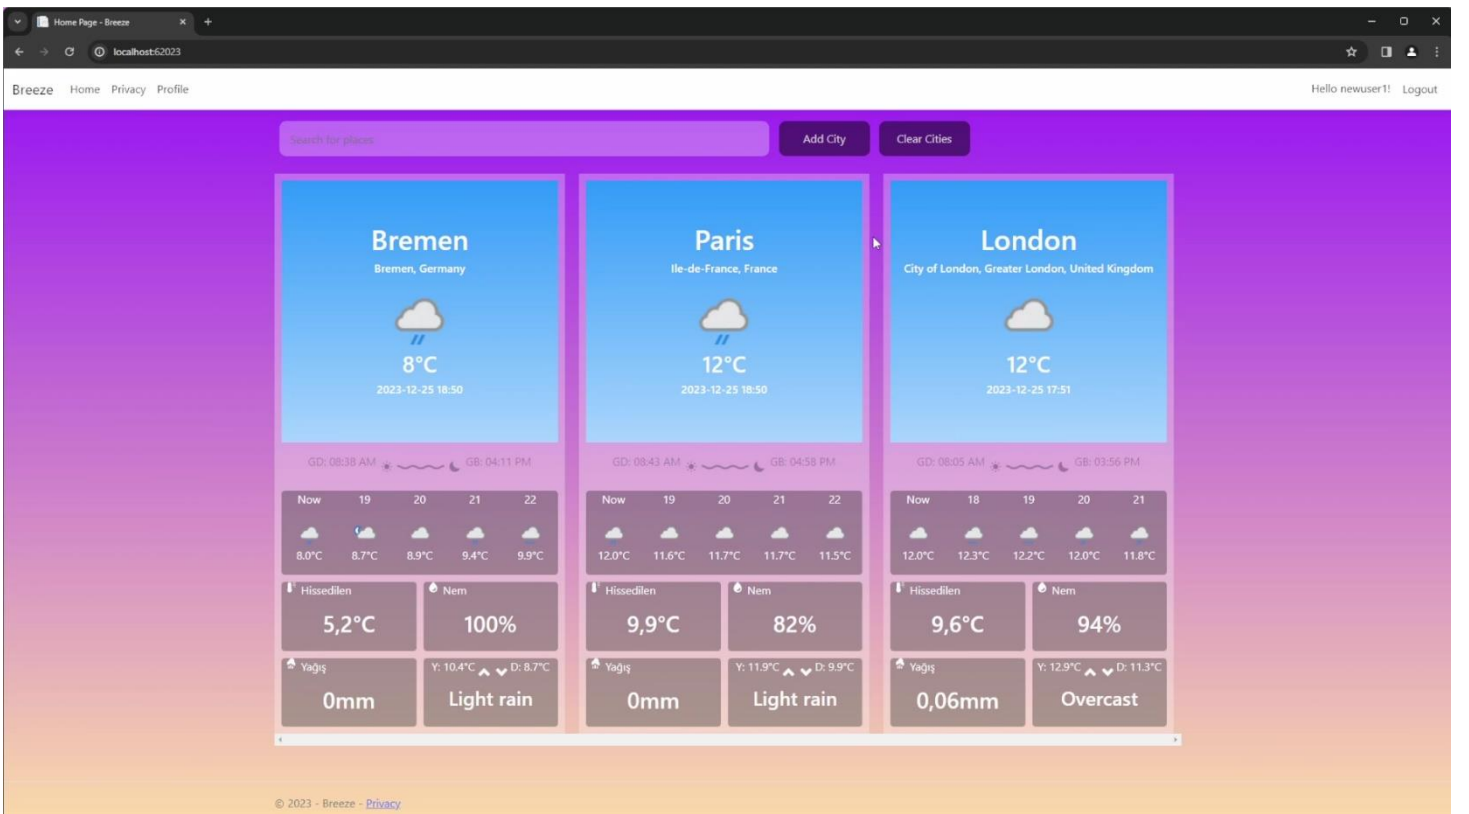 Home Page - Breeze
localhost:62023
Breeze Home Privacy Profile Hello newuser1! Logout
Search for places Add City Clear Cities
Bremen
Bremen, Germany
8°C
2023-12-25 18:50
GD: 08:38 AM GB: 04:11 PM
Now 19 20 21 22
8.0°C 8.7°C 8.9°C 9.4°C 9.9°C
Hissedilen Nem
5,2°C 100%
Yağış Y: 10.4°C D: 8.7°C
0mm Light rain
Paris
Ile-de-France, France
12°C
2023-12-25 18:50
GD: 08:43 AM GB: 04:58 PM
Now 19 20 21 22
12.0°C 11.6°C 11.7°C 11.7°C 11.5°C
Hissedilen Nem
9,9°C 82%
Yağış Y: 11.9°C D: 9.9°C
0mm Light rain
London
City of London, Greater London, United Kingdom
12°C
2023-12-25 17:51
GD: 08:05 AM GB: 03:56 PM
Now 18 19 20 21
12.0°C 12.3°C 12.2°C 12.0°C 11.8°C
Hissedilen Nem
9,6°C 94%
Yağış Y: 12.9°C D: 11.3°C
0,06mm Overcast
© 2023 - Breeze - Privacy